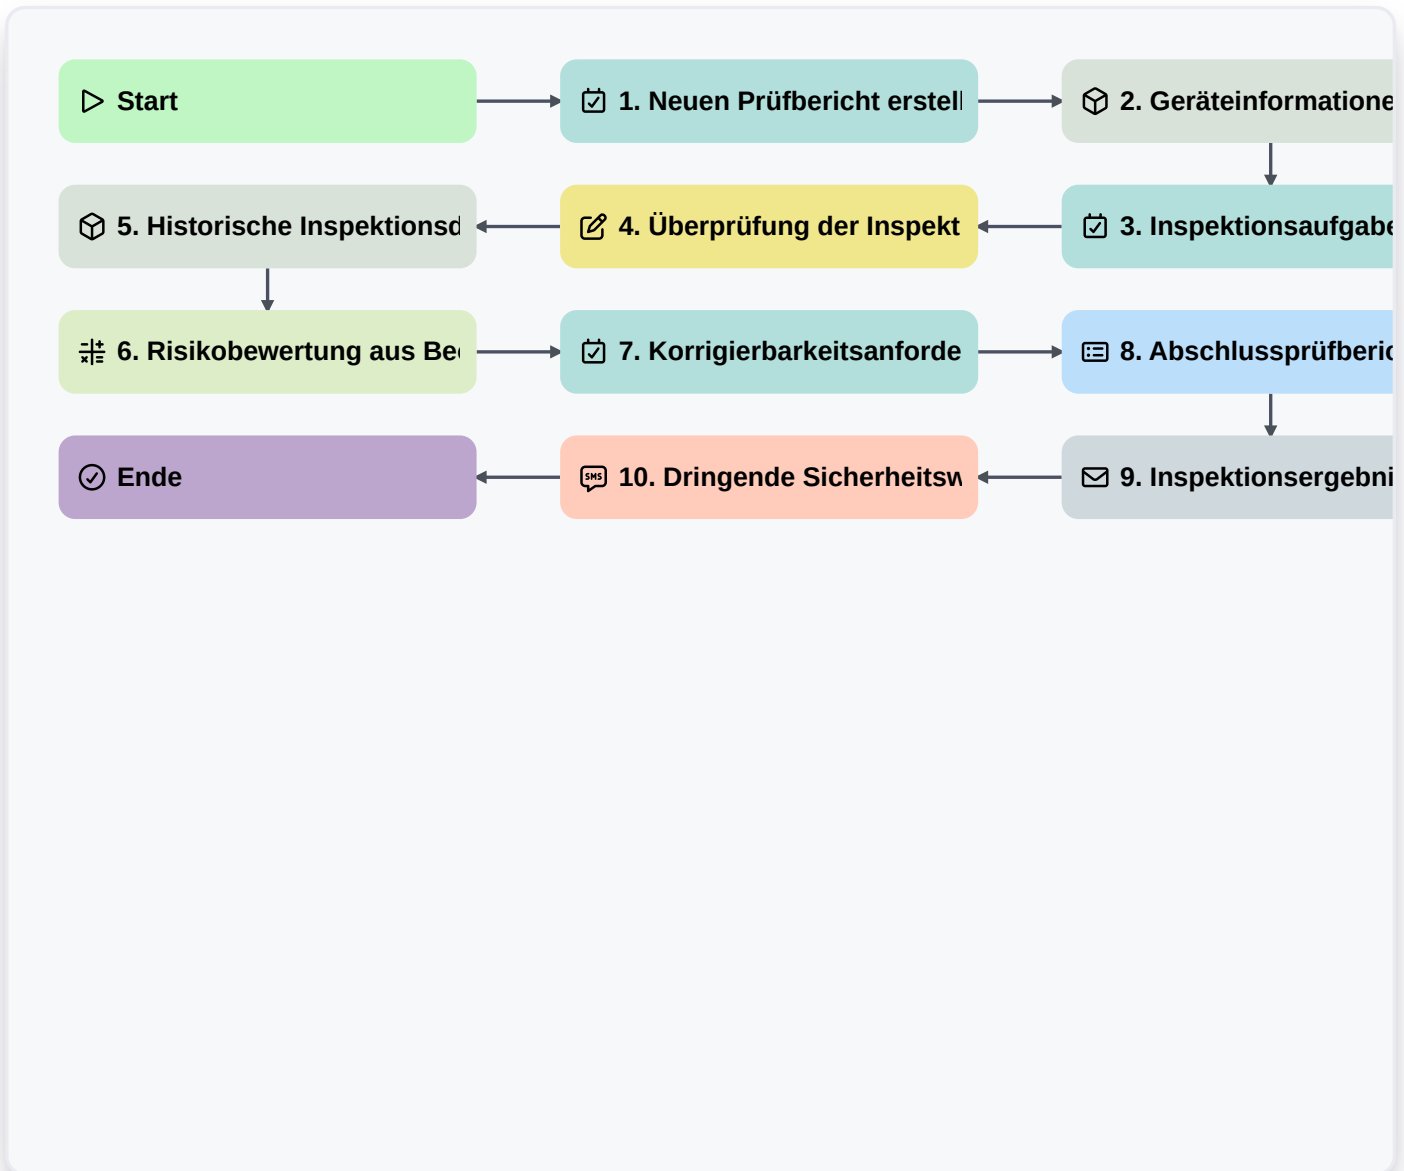 Start
1. Neuen Prüfbericht erstell
2. Geräteinformatione
5. Historische Inspektionsd
4. Überprüfung der Inspekt
3. Inspektionsaufgabe
6. Risikobewertung aus Be
7. Korrigierbarkeitsanforde
8. Abschlussprüfberic
Ende
SMS
10. Dringende Sicherheitsw
9. Inspektionsergebni